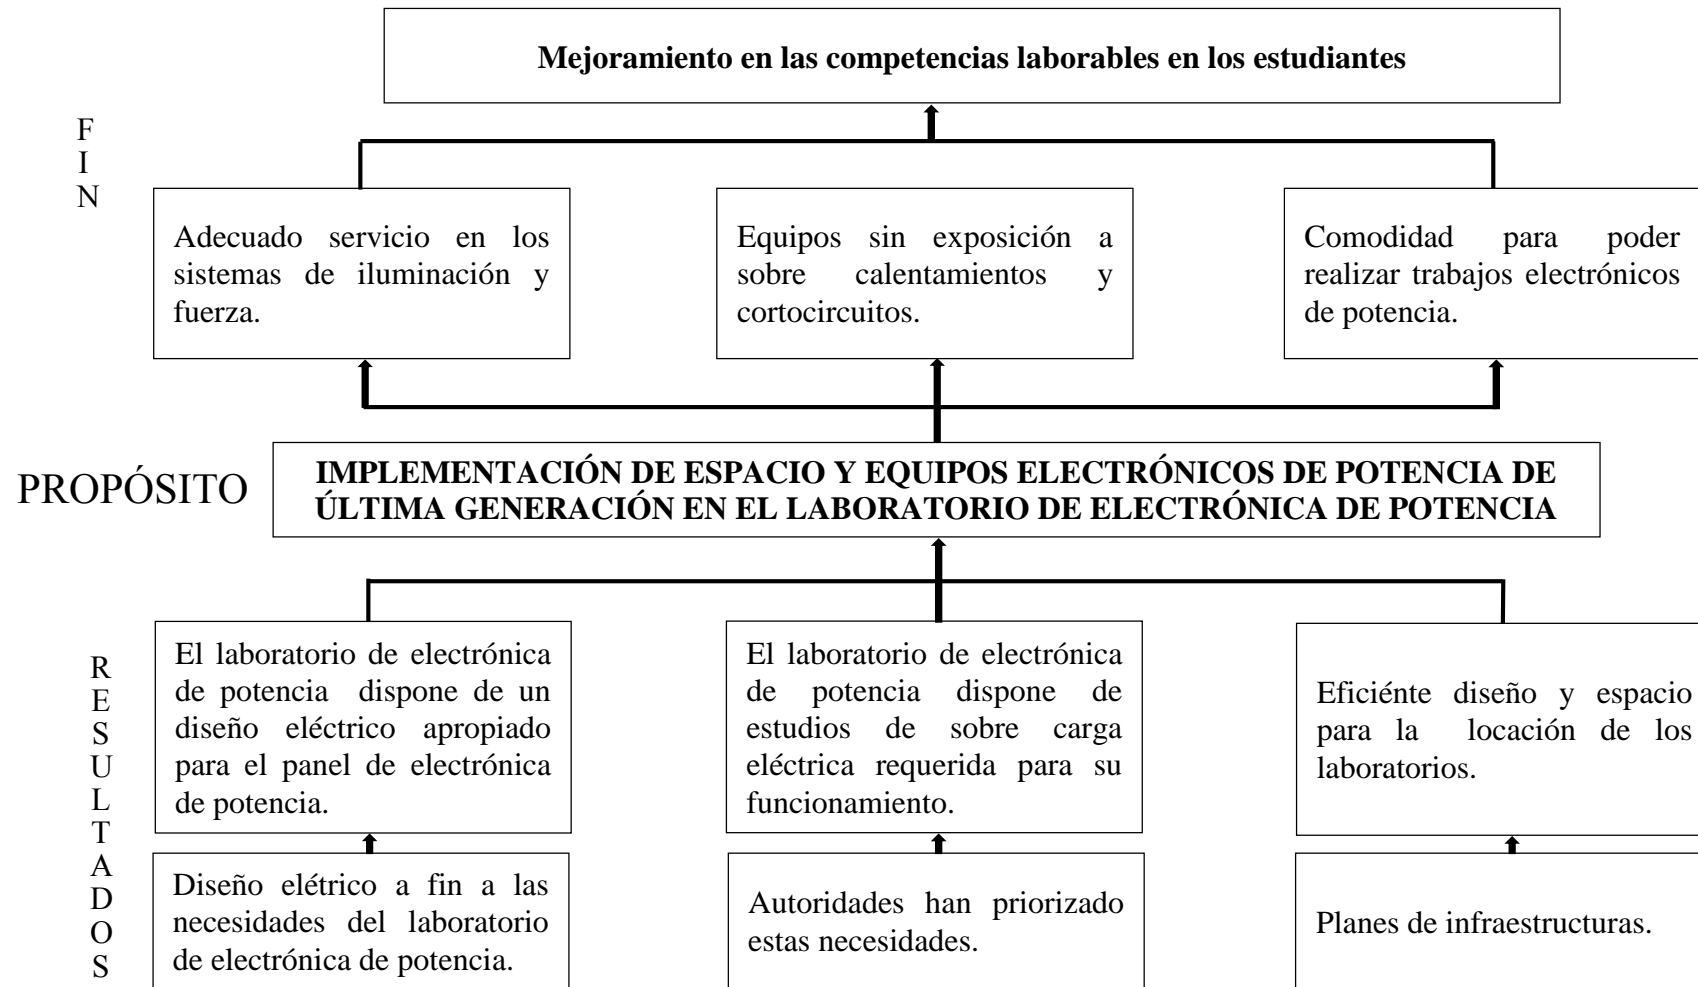 Mejoramiento en las competencias laborables en los estudiantes
F
I
N
Adecuado servicio en los
sistemas de iluminación y
fuerza.
Equipos sin exposición a
sobre calentamientos y
cortocircuitos.
Comodidad para poder
realizar trabajos electrónicos
de potencia.
PROPÓSITO
IMPLEMENTACIÓN DE ESPACIO Y EQUIPOS ELECTRÓNICOS DE POTENCIA DE
ÚLTIMA GENERACIÓN EN EL LABORATORIO DE ELECTRÓNICA DE POTENCIA
R
E
S
U
L
T
A
D
O
S
El laboratorio de electrónica
de potencia dispone de un
diseño eléctrico apropiado
para el panel de electrónica
de potencia.
El laboratorio de electrónica
de potencia dispone de
estudios de sobre carga
eléctrica requerida para su
funcionamiento.
Eficiénte diseño y espacio
para la locación de los
laboratorios.
Diseño elétrico a fin a las
necesidades del laboratorio
de electrónica de potencia.
Autoridades han priorizado
estas necesidades.
Planes de infraestructuras.